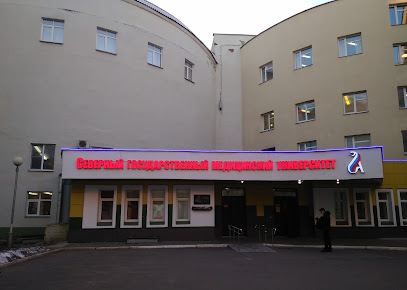 Северный государственный медицинский университет